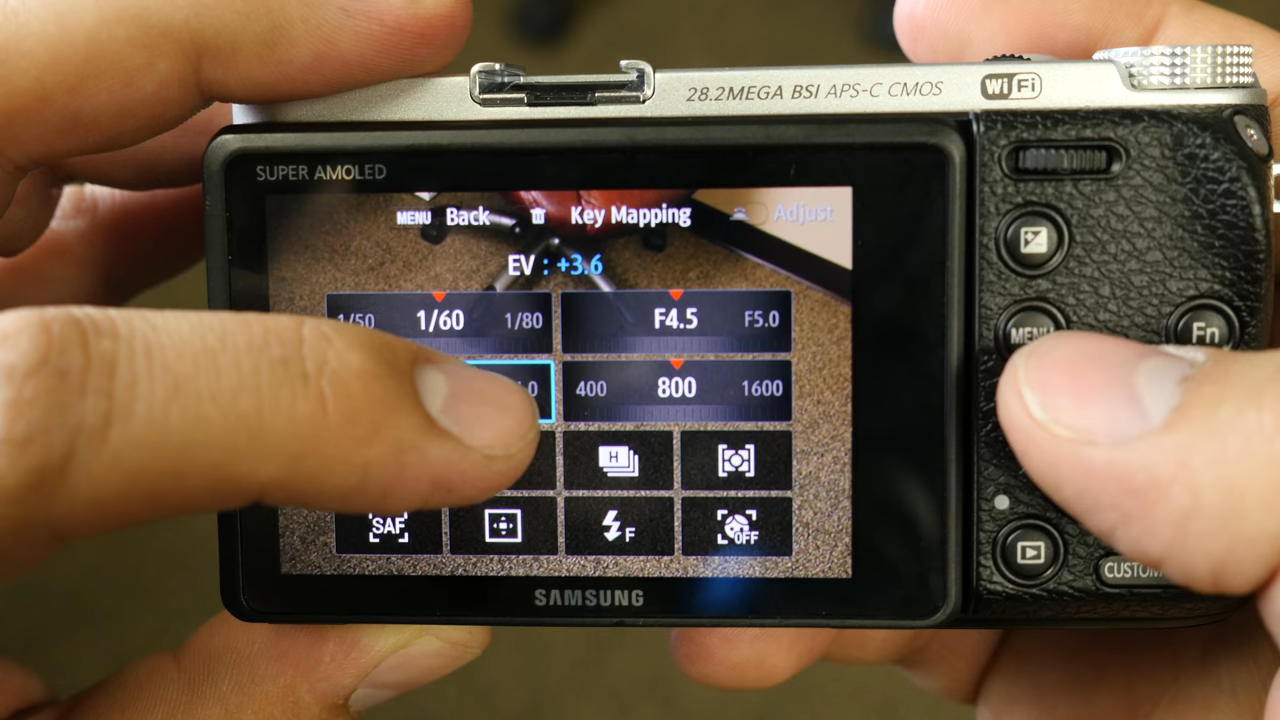 28.2MEGA BSI APS-C CMOS WiFi
SUPER AMOLED
MENU Back Key Mapping Adjust
EV : +3.6
1/50 1/60 1/80 F4.5 F5.0
400 800 1600
MENU Fn
H
SAF F OFF
SAMSUNG